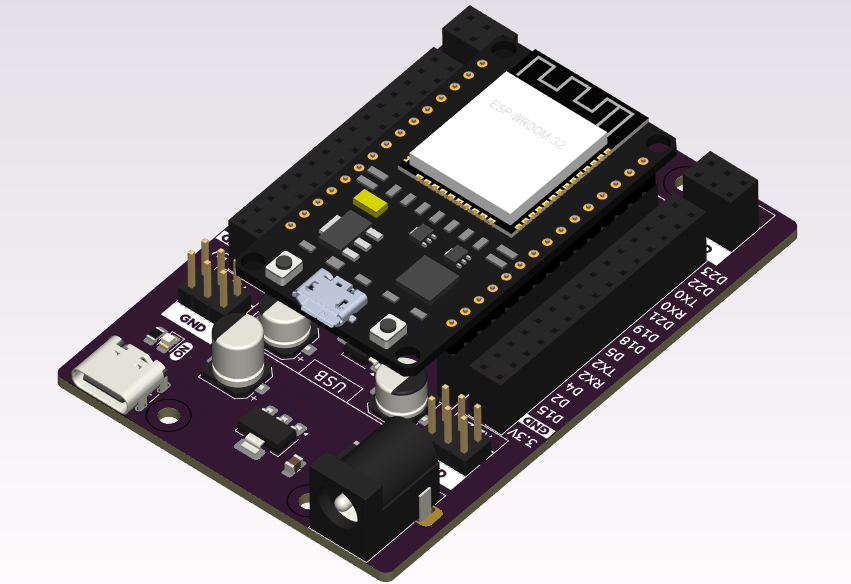 ESP-WROOM-32
D23
D22
TX0
RX0
D21
D19
D18
D5
TX2
RX2
D4
D2
D15
GND
3.3V
GND
ON
USB